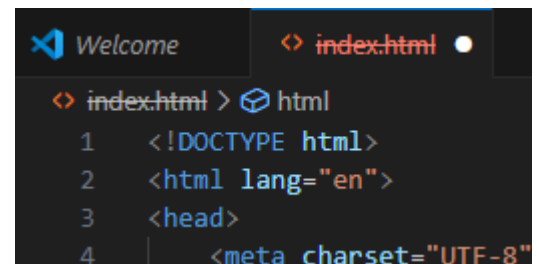 Welcome <> index.html
<> index.html > html
1 <!DOCTYPE html>
2 <html lang="en">
3 <head>
4 <meta charset="UTF-8"